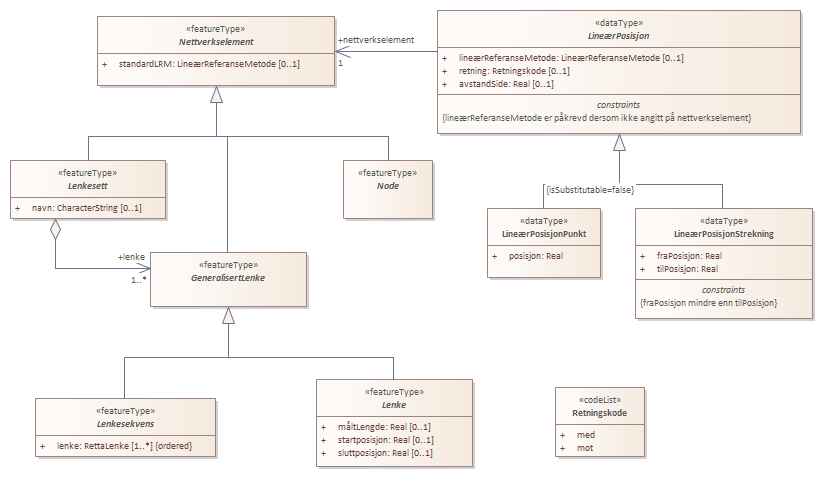 «featureType»
Nettverkselement
+ standardLRM: LineærReferanseMetode [0..1]
+nettverkselement
1
«dataType»
LineærPosisjon
+ lineærReferanseMetode: LineærReferanseMetode [0..1]
+ retning: Retningskode [0..1]
+ avstandSide: Real [0..1]
constraints
{lineærReferanseMetode er påkrevd dersom ikke angitt på nettverkselement}
«featureType»
Lenkesett
+ navn: CharacterString [0..1]
«featureType»
Node
{isSubstitutable=false}
«dataType»
LineærPosisjonPunkt
+ posisjon: Real
«dataType»
LineærPosisjonStrekning
+ fraPosisjon: Real
+ tilPosisjon: Real
constraints
{fraPosisjon mindre enn tilPosisjon}
+lenke
1..*
«featureType»
GeneralisertLenke
«featureType»
Lenkesekvens
+ lenke: RettaLenke [1..*] {ordered}
«featureType»
Lenke
+ måltLengde: Real [0..1]
+ startposisjon: Real [0..1]
+ sluttposisjon: Real [0..1]
«codeList»
Retningskode
+ med
+ mot